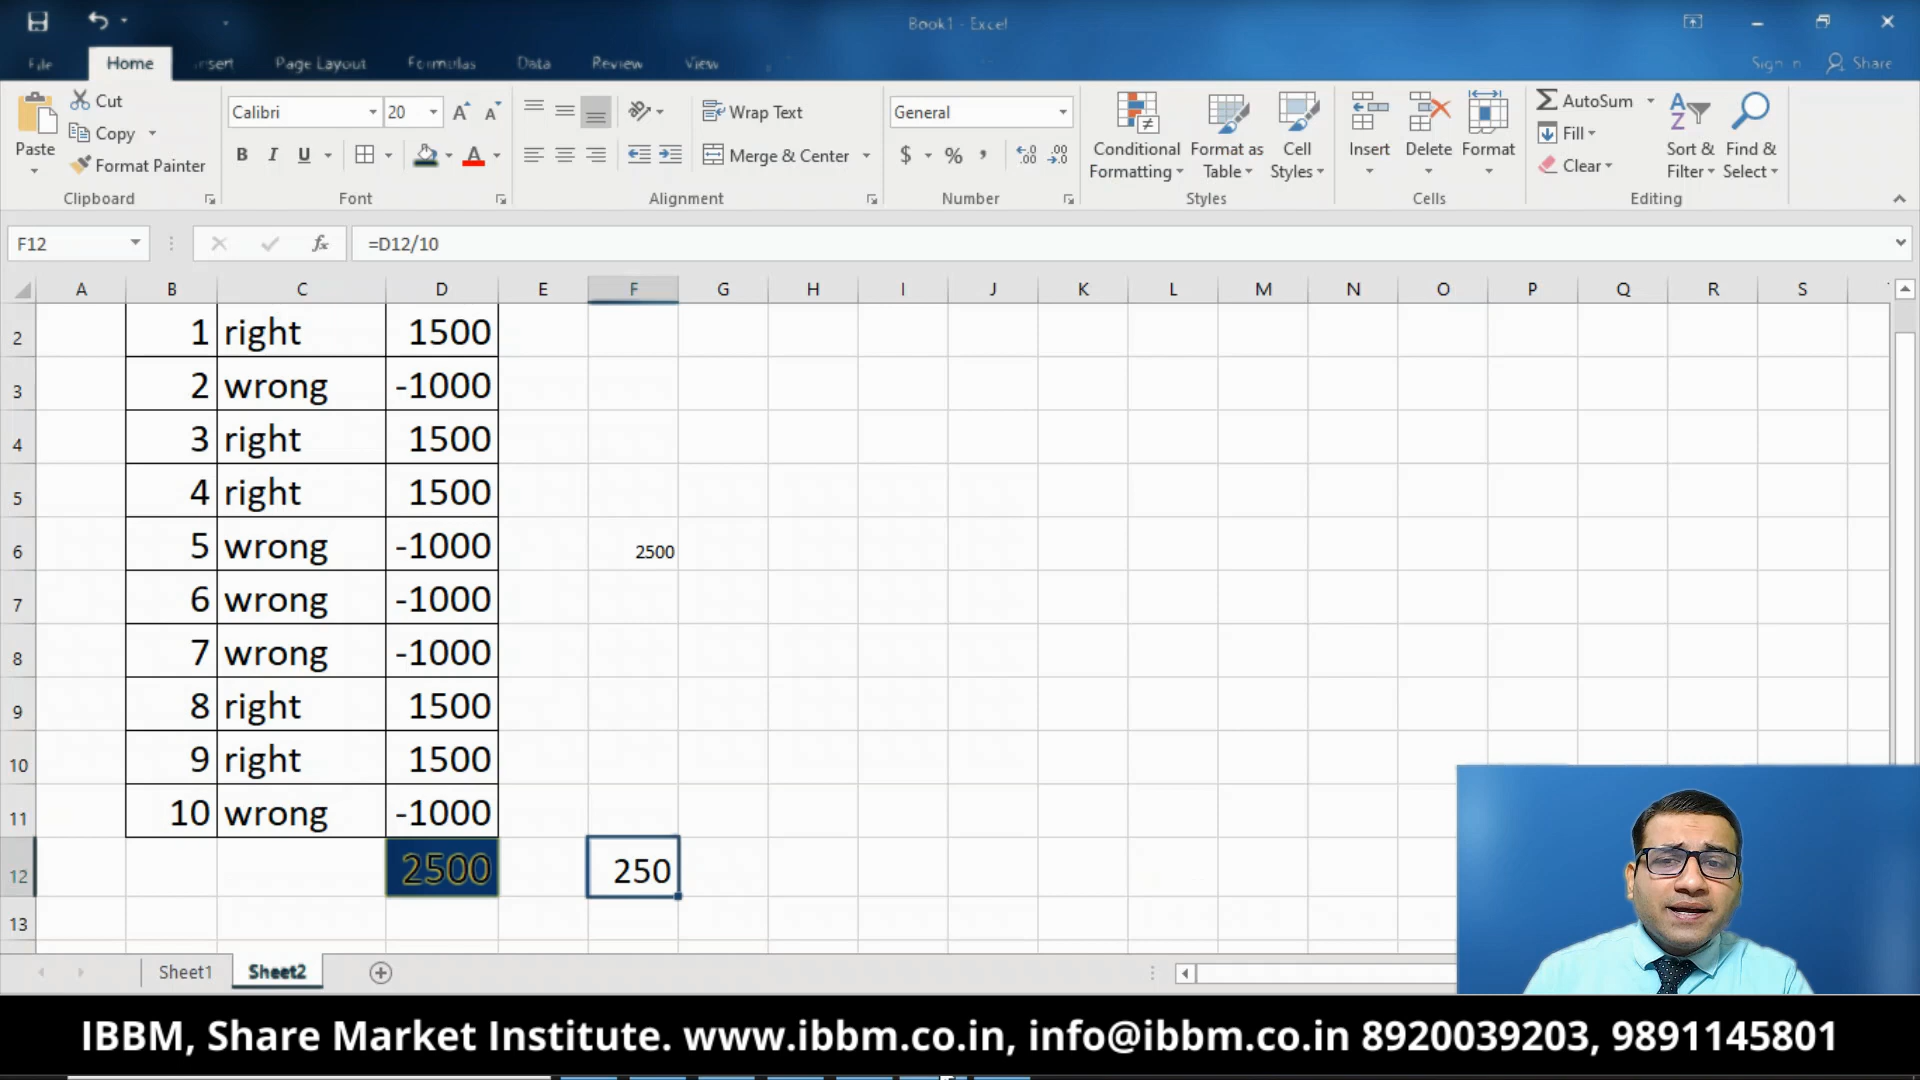 Book1 - Excel
File Home Insert Page Layout Formulas Data Review View Sign in Share
Cut
Copy
Format Painter
Paste
Clipboard
Calibri 20
B I U
Font
Wrap Text
Merge & Center
Alignment
General
$ % ,
Number
Conditional Formatting
Format as Table
Cell Styles
Styles
Insert Delete Format
Cells
AutoSum
Fill
Clear
Sort & Filter
Find & Select
Editing
F12 fx =D12/10
A B C D E F G H I J K L M N O P Q R S
2 1 right 1500
3 2 wrong -1000
4 3 right 1500
5 4 right 1500
6 5 wrong -1000 2500
7 6 wrong -1000
8 7 wrong -1000
9 8 right 1500
10 9 right 1500
11 10 wrong -1000
12 2500 250
13
Sheet1 Sheet2
IBBM, Share Market Institute. www.ibbm.co.in, info@ibbm.co.in 8920039203, 9891145801